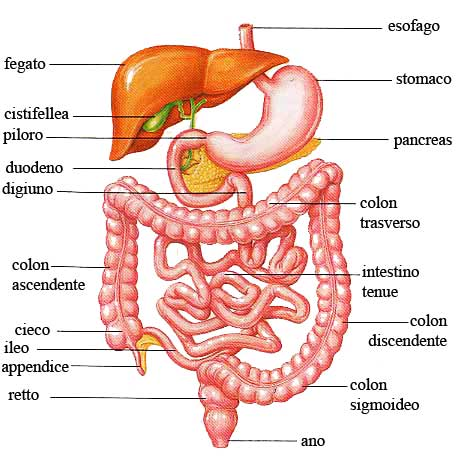 esofago
fegato
stomaco
cistifellea
piloro
pancreas
duodeno
digiuno
colon
trasverso
colon
ascendente
intestino
tenue
cieco
colon
discendente
ileo
appendice
retto
colon
sigmoideo
ano